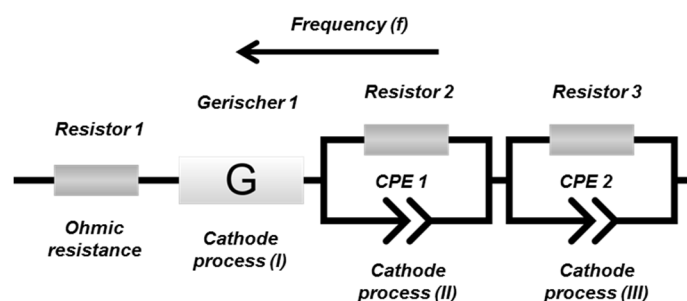 Frequency (f)
Gerischer 1
Resistor 2
Resistor 3
Resistor 1
G
CPE 1
CPE 2
Ohmic
resistance
Cathode
process (I)
Cathode
process (II)
Cathode
process (III)